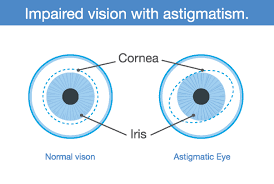 Impaired vision with astigmatism.
Cornea
Iris
Normal vison
Astigmatic Eye